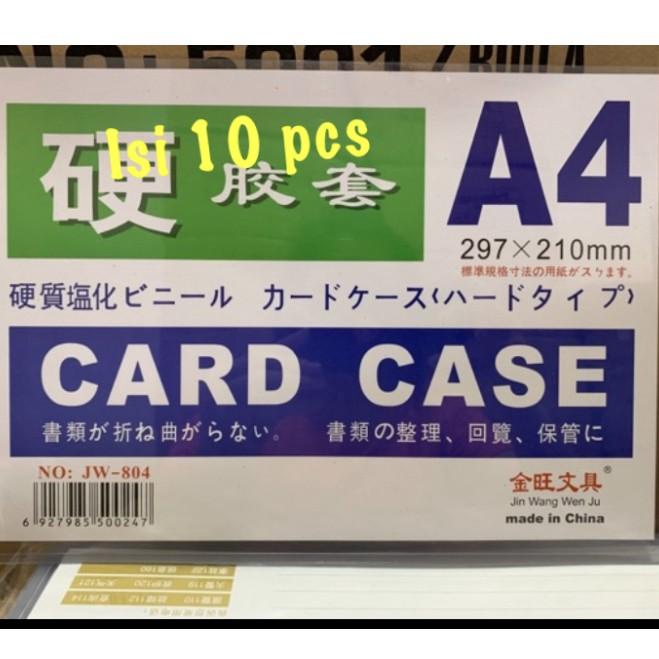 Isi 10 pcs
硬胶套
A4
297×210mm
標準規格寸法の用紙がスㄅます。
硬質塩化ビニール カードケース(ハードタイプ)
CARD CASE
書類が折ね曲がらない。 書類の整理、回覧、保管に
NO: JW-804
6 927985 500247
金旺文具®
Jin Wang Wen Ju
made in China